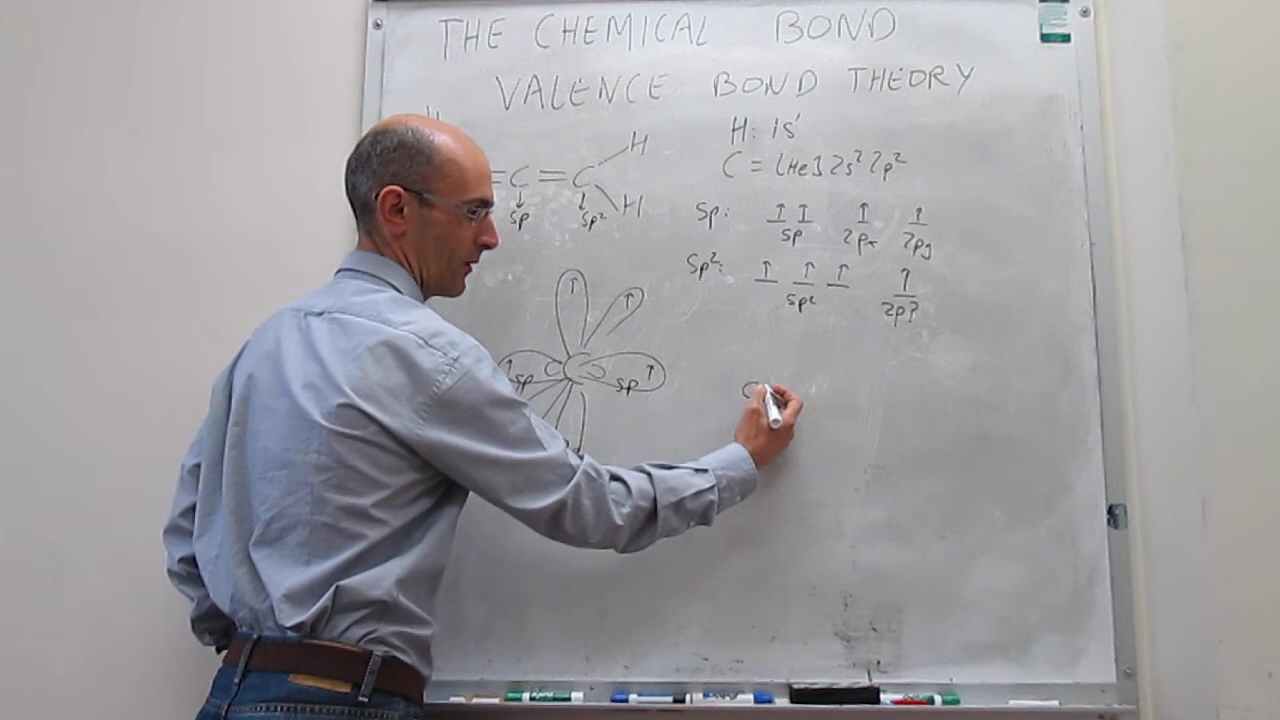 THE CHEMICAL BOND
VALENCE BOND THEORY
H: 1s¹
C = [He] 2s² 2p²
H
= C = C
H
sp sp²
sp: ↑ ↑ ↑ ↑
sp 2px 2py
sp²: ↑ ↑ ↑ ↑
sp² 2p?
↑ ↑
↑ sp C sp ↑
C